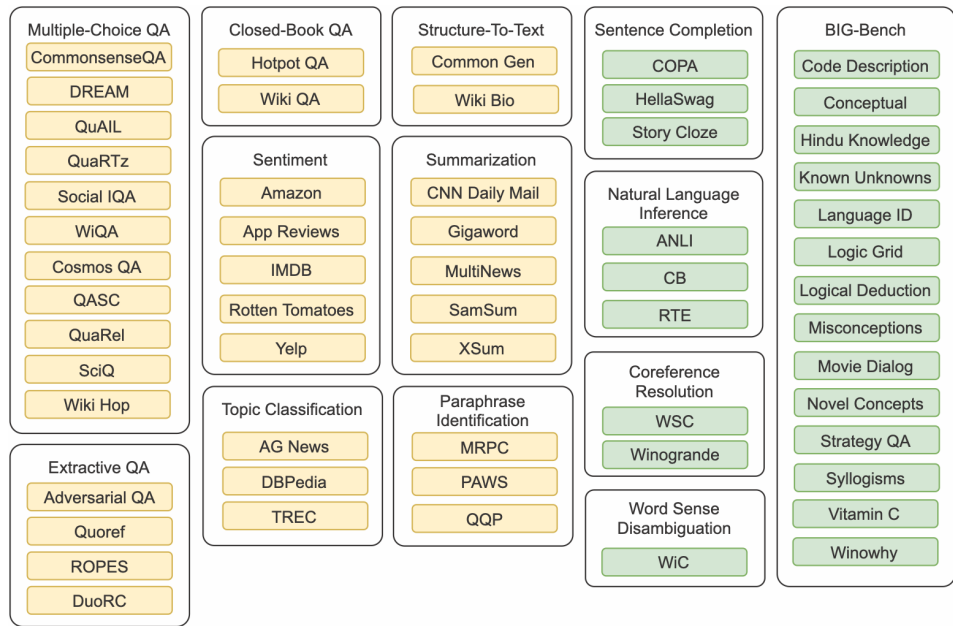 Multiple-Choice QA
CommonsenseQA
DREAM
QuAIL
QuaRTz
Social IQA
WiQA
Cosmos QA
QASC
QuaRel
SciQ
Wiki Hop
Extractive QA
Adversarial QA
Quoref
ROPES
DuoRC
Closed-Book QA
Hotpot QA
Wiki QA
Sentiment
Amazon
App Reviews
IMDB
Rotten Tomatoes
Yelp
Topic Classification
AG News
DBPedia
TREC
Structure-To-Text
Common Gen
Wiki Bio
Summarization
CNN Daily Mail
Gigaword
MultiNews
SamSum
XSum
Paraphrase
Identification
MRPC
PAWS
QQP
Sentence Completion
COPA
HellaSwag
Story Cloze
Natural Language
Inference
ANLI
CB
RTE
Coreference
Resolution
WSC
Winogrande
Word Sense
Disambiguation
WiC
BIG-Bench
Code Description
Conceptual
Hindu Knowledge
Known Unknowns
Language ID
Logic Grid
Logical Deduction
Misconceptions
Movie Dialog
Novel Concepts
Strategy QA
Syllogisms
Vitamin C
Winowhy